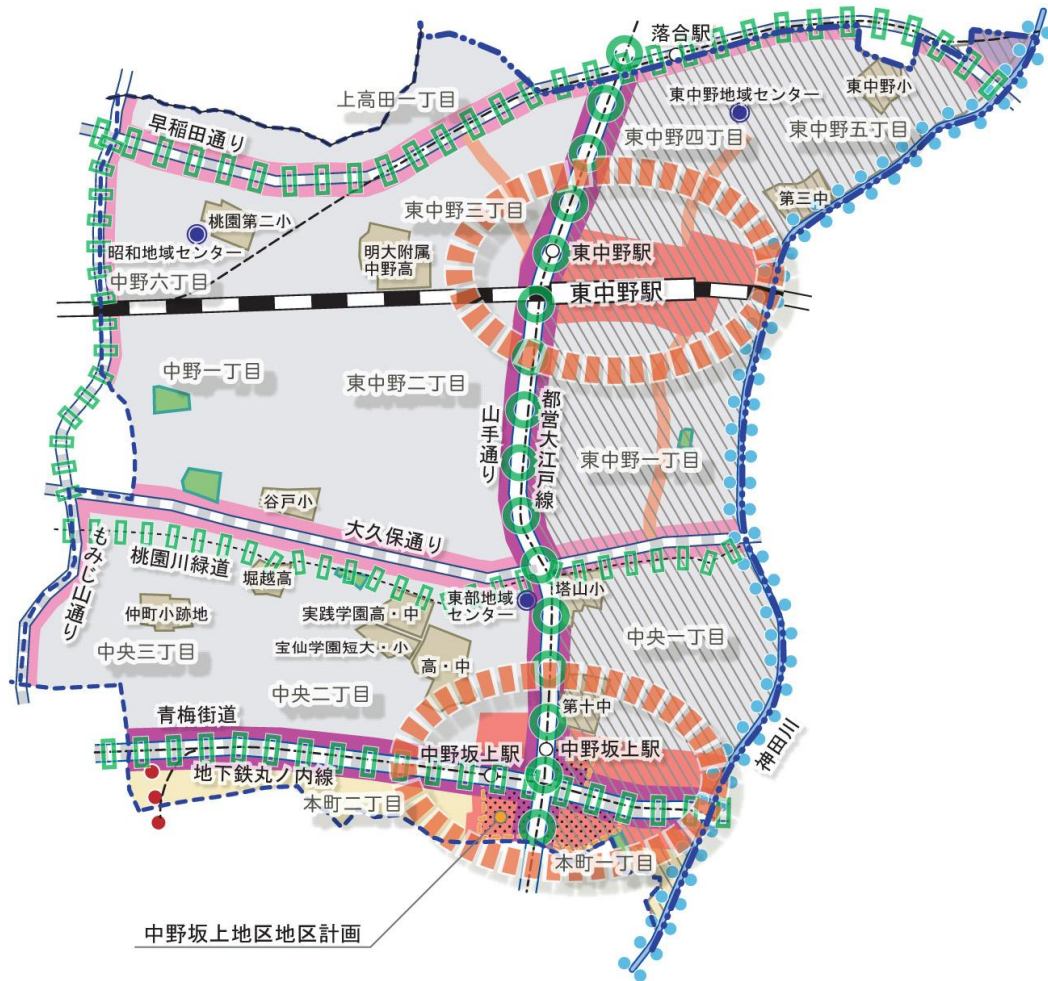 落合駅
上高田一丁目
東中野地域センター
東中野小
早稲田通り
東中野四丁目
東中野五丁目
第三中
東中野三丁目
桃園第二小
昭和地域センター
明大附属
中野高
東中野駅
中野六丁目
東中野駅
中野一丁目
東中野二丁目
山手通り
都営大江戸線
東中野一丁目
谷戸小
大久保通り
もみじ山通り
桃園川緑道
堀越高
東部地域
センター
塔山小
仲町小跡地
実践学園高・中
中央一丁目
宝仙学園短大・小
中央三丁目
高・中
中央二丁目
第十中
青梅街道
中野坂上駅
中野坂上駅
神田川
地下鉄丸ノ内線
本町二丁目
本町一丁目
中野坂上地区地区計画